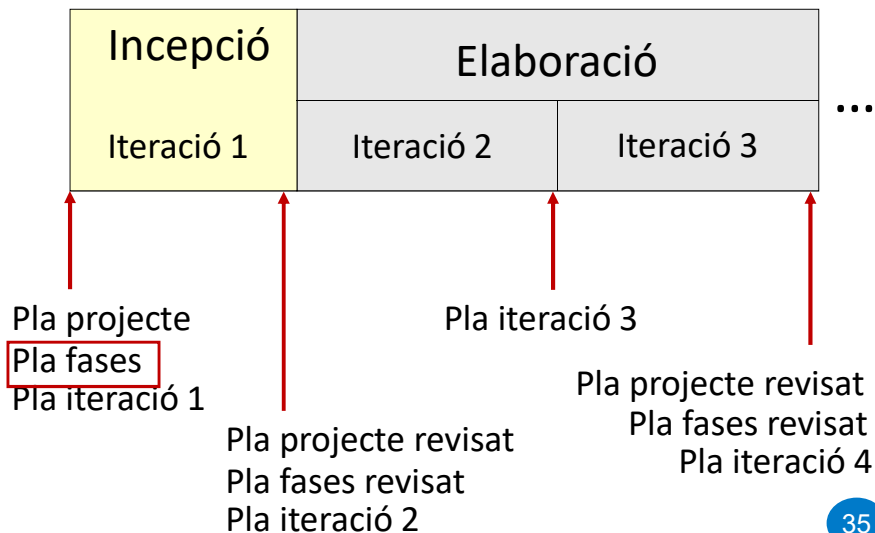 Incepció
Elaboració
...
Iteració 1
Iteració 2
Iteració 3
Pla projecte
Pla fases
Pla iteració 1
Pla projecte revisat
Pla fases revisat
Pla iteració 2
Pla iteració 3
Pla projecte revisat
Pla fases revisat
Pla iteració 4
35